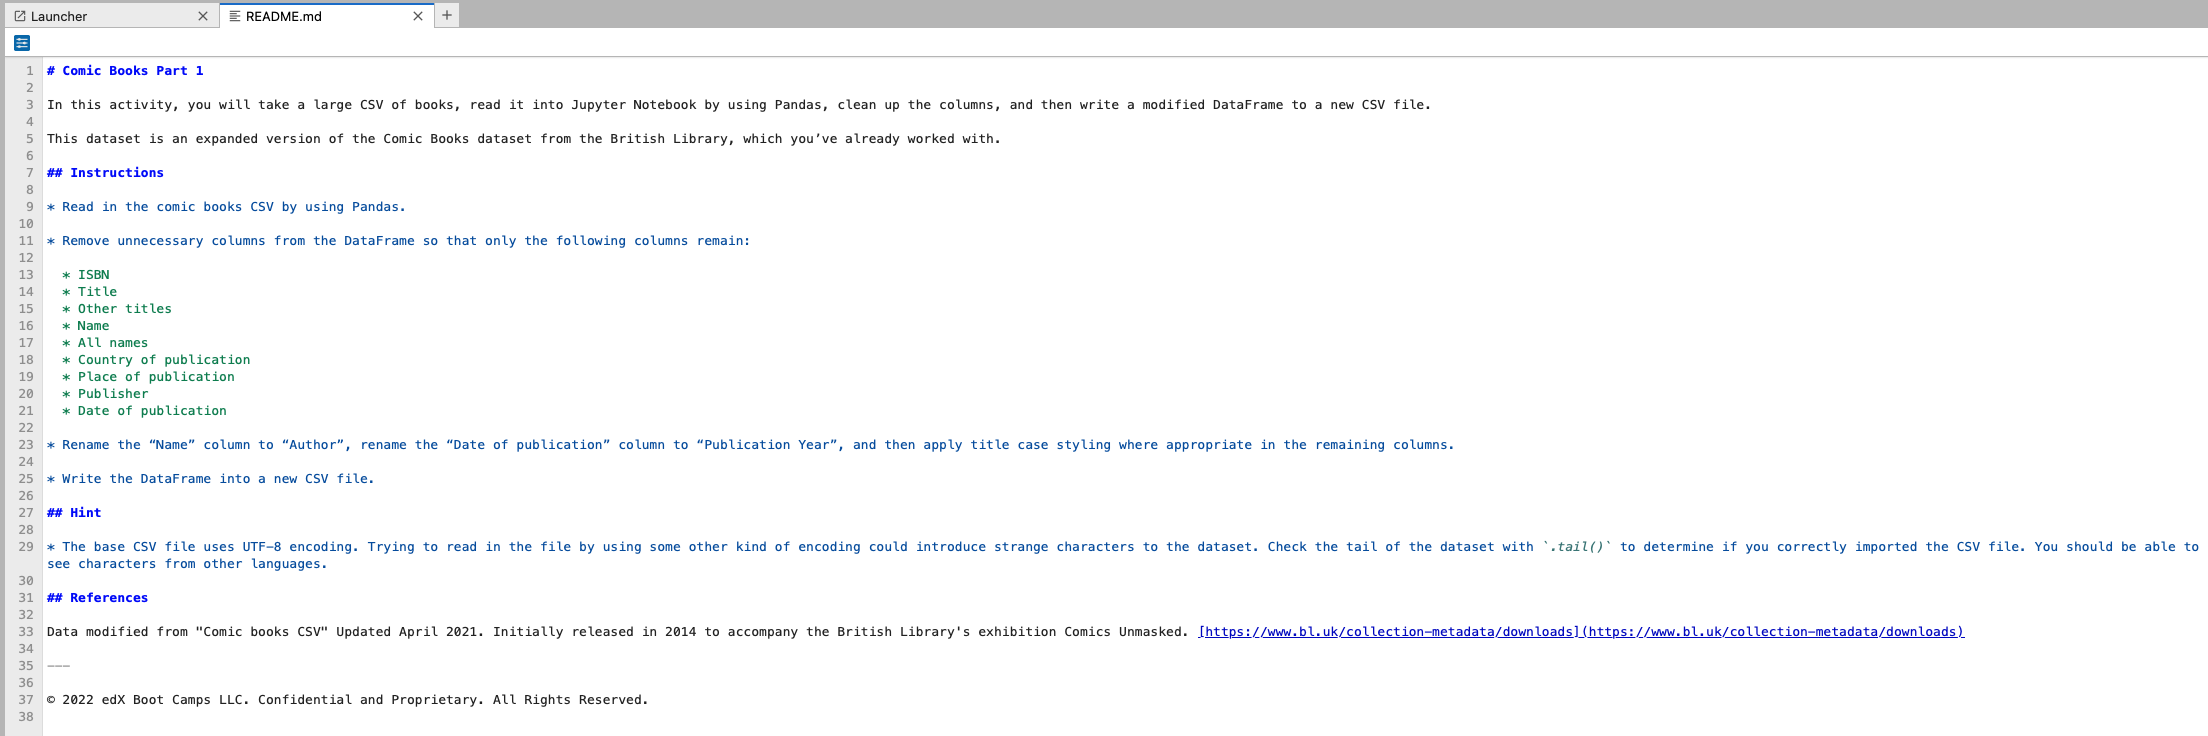 Launcher
README.md
1 # Comic Books Part 1
2
3 In this activity, you will take a large CSV of books, read it into Jupyter Notebook by using Pandas, clean up the columns, and then write a modified DataFrame to a new CSV file.
4
5 This dataset is an expanded version of the Comic Books dataset from the British Library, which you’ve already worked with.
6
7 ## Instructions
8
9 * Read in the comic books CSV by using Pandas.
10
11 * Remove unnecessary columns from the DataFrame so that only the following columns remain:
12
13   * ISBN
14   * Title
15   * Other titles
16   * Name
17   * All names
18   * Country of publication
19   * Place of publication
20   * Publisher
21   * Date of publication
22
23 * Rename the “Name” column to “Author”, rename the “Date of publication” column to “Publication Year”, and then apply title case styling where appropriate in the remaining columns.
24
25 * Write the DataFrame into a new CSV file.
26
27 ## Hint
28
29 * The base CSV file uses UTF-8 encoding. Trying to read in the file by using some other kind of encoding could introduce strange characters to the dataset. Check the tail of the dataset with `.tail()` to determine if you correctly imported the CSV file. You should be able to
see characters from other languages.
30
31 ## References
32
33 Data modified from "Comic books CSV" Updated April 2021. Initially released in 2014 to accompany the British Library's exhibition Comics Unmasked. [https://www.bl.uk/collection-metadata/downloads](https://www.bl.uk/collection-metadata/downloads)
34
35 ---
36
37 © 2022 edX Boot Camps LLC. Confidential and Proprietary. All Rights Reserved.
38